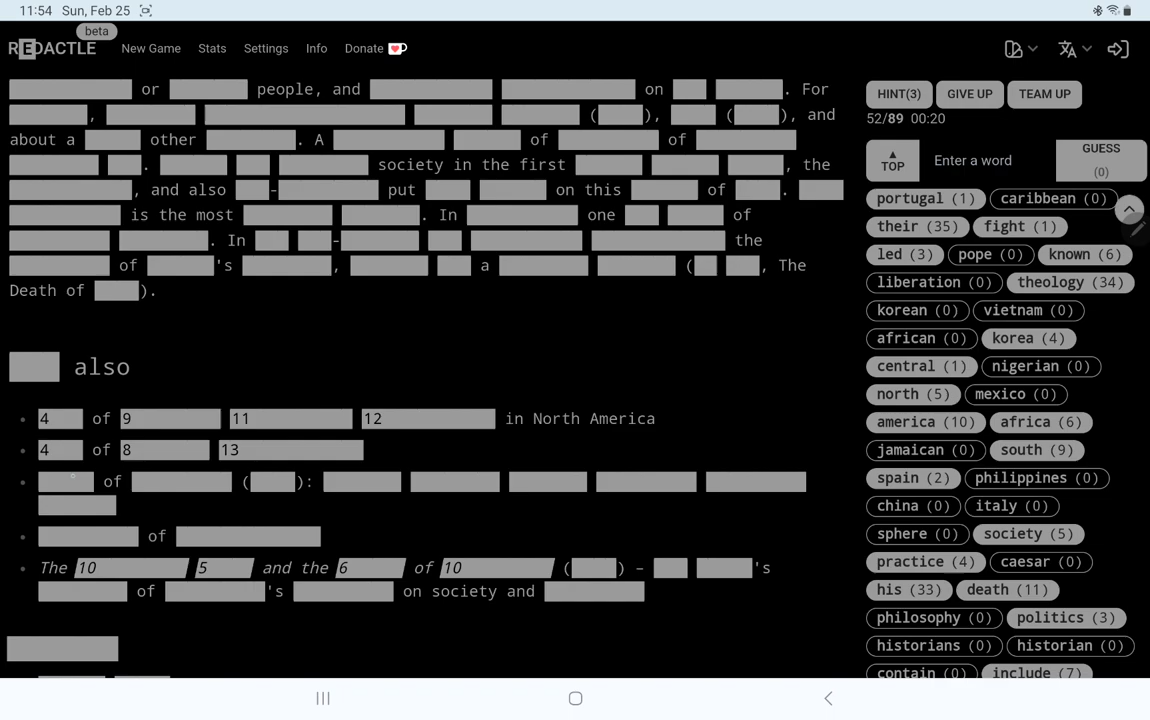 11:54 Sun, Feb 25
beta
REDACTLE New Game Stats Settings Info Donate
or people, and on . For
, ( ), ( ), and
about a other . A of of
. society in the first , the
, and also - put on this of .
is the most . In one of
. In - the
of 's , a ( , The
Death of ).
also
4 of 9 11 12 in North America
4 of 8 13
of ( ):
of
The 10 5 and the 6 of 10 ( ) – 's
of 's on society and
HINT(3) GIVE UP TEAM UP
52/89 00:20
▲ TOP Enter a word GUESS (0)
portugal (1) caribbean (0)
their (35) fight (1)
led (3) pope (0) known (6)
liberation (0) theology (34)
korean (0) vietnam (0)
african (0) korea (4)
central (1) nigerian (0)
north (5) mexico (0)
america (10) africa (6)
jamaican (0) south (9)
spain (2) philippines (0)
china (0) italy (0)
sphere (0) society (5)
practice (4) caesar (0)
his (33) death (11)
philosophy (0) politics (3)
historians (0) historian (0)
contain (0) include (7)